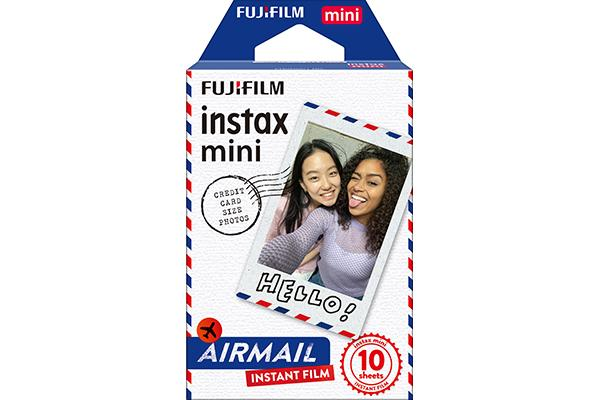 FUJIFILM mini
FUJIFILM
instax
mini
CREDIT
CARD
SIZE
PHOTOS
HELLO!
AIRMAIL
INSTANT FILM
instax mini
10
sheets
INSTANT FILM